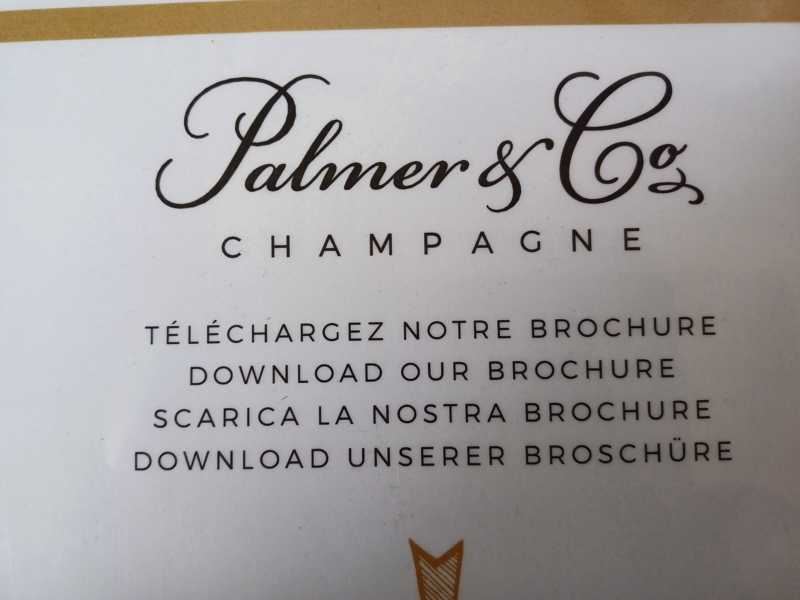 Palmer & Co
CHAMPAGNE
TÉLÉCHARGEZ NOTRE BROCHURE
DOWNLOAD OUR BROCHURE
SCARICA LA NOSTRA BROCHURE
DOWNLOAD UNSERER BROSCHÜRE